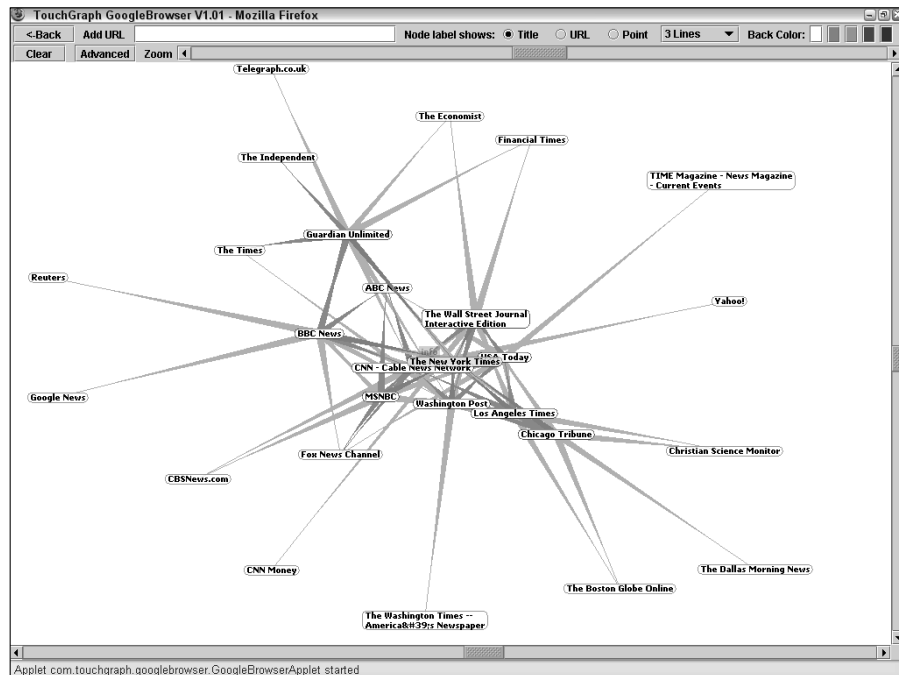 TouchGraph GoogleBrowser V1.01 - Mozilla Firefox
<-Back Add URL Node label shows: Title URL Point 3 Lines Back Color:
Clear Advanced Zoom
Telegraph.co.uk
The Economist
Financial Times
The Independent
TIME Magazine - News Magazine
- Current Events
Guardian Unlimited
The Times
Reuters
ABC News
Yahoo!
The Wall Street Journal
Interactive Edition
BBC News
info
USA Today
The New York Times
CNN - Cable News Network
MSNBC
Google News
Washington Post
Los Angeles Times
Chicago Tribune
Christian Science Monitor
Fox News Channel
CBSNews.com
CNN Money
The Dallas Morning News
The Boston Globe Online
The Washington Times --
America&#39;s Newspaper
Applet com.touchgraph.googlebrowser.GoogleBrowserApplet started